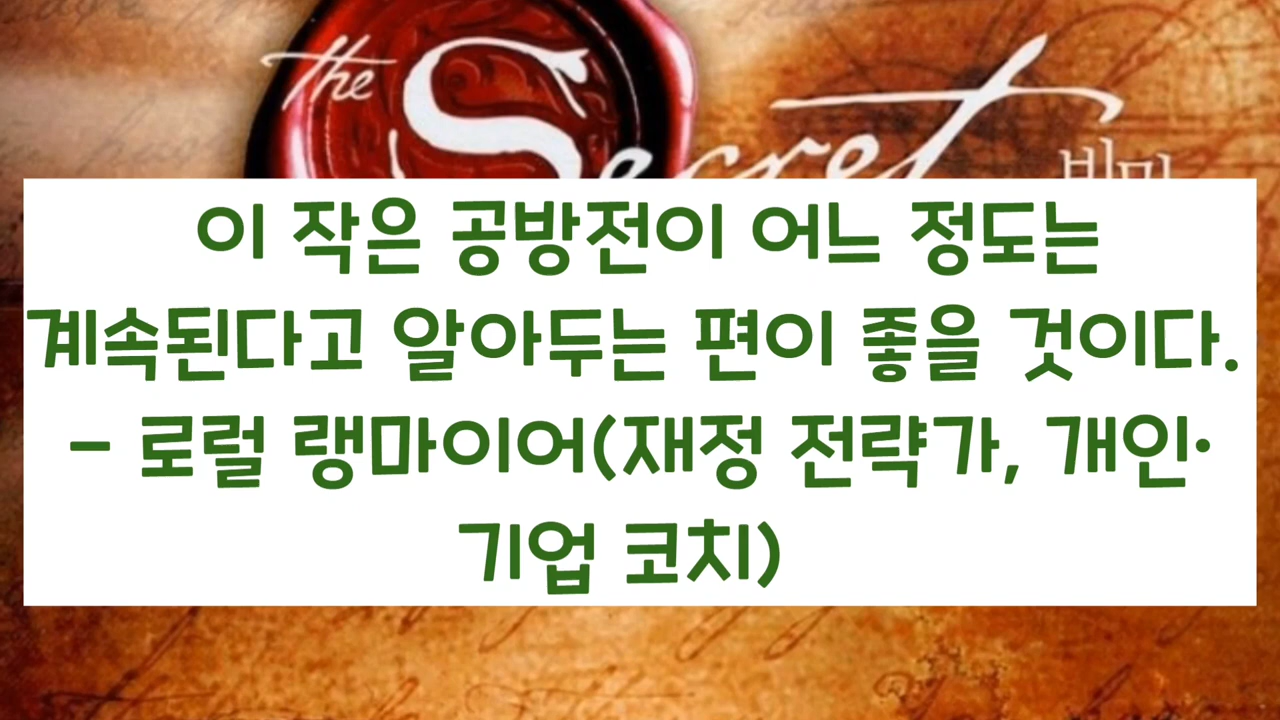 the Secret
이 작은 공방전이 어느 정도는
계속된다고 알아두는 편이 좋을 것이다.
- 로럴 랭마이어(재정 전략가, 개인·
기업 코치)